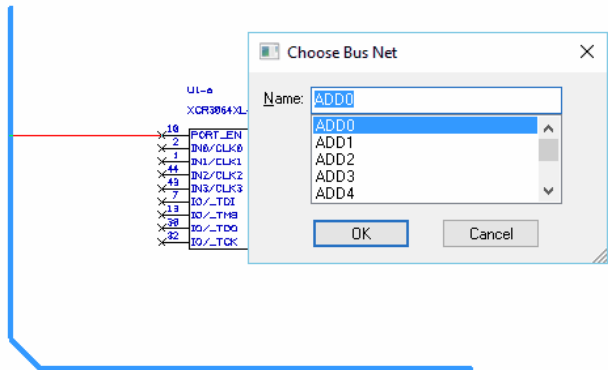 Choose Bus Net
Name: ADD0
ADD0
ADD1
ADD2
ADD3
ADD4
OK Cancel
U1-a
XCR3064XL-
10 PORT_EN
2 IN0/CLK0
1 IN1/CLK1
44 IN2/CLK2
43 IN3/CLK3
7 IO/_TDI
13 IO/_TMS
38 IO/_TDO
32 IO/_TCK